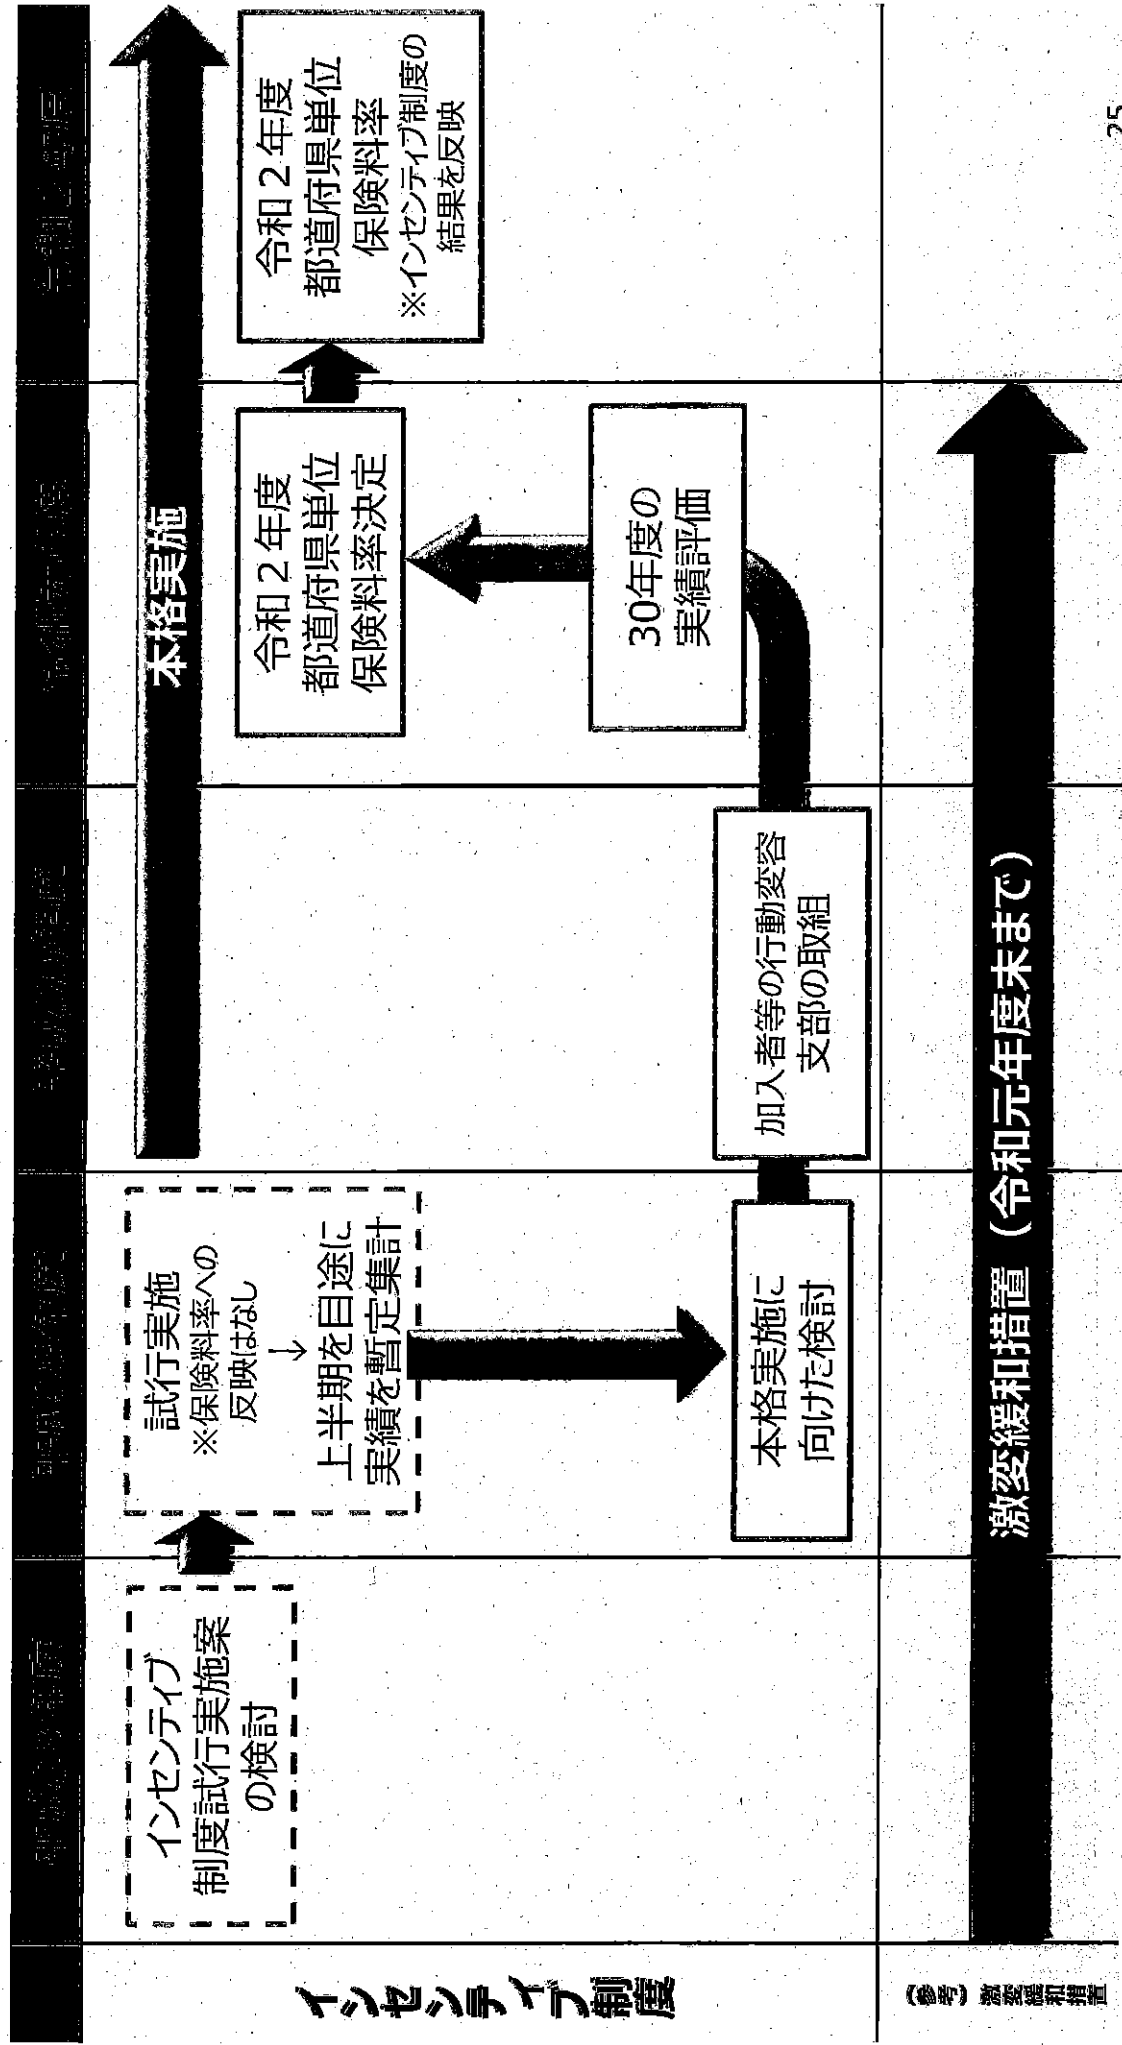 インセンティブ制度
インセンティブ
制度試行実施案
の検討
試行実施
※保険料率への
反映はなし
↓
上半期を目途に
実績を暫定集計
本格実施に
向けた検討
本格実施
加入者等の行動変容
支部の取組
30年度の
実績評価
令和2年度
都道府県単位
保険料率決定
令和2年度
都道府県単位
保険料率
※インセンティブ制度の
結果を反映
(参考)激変緩和措置
激変緩和措置(令和元年度末まで)
25